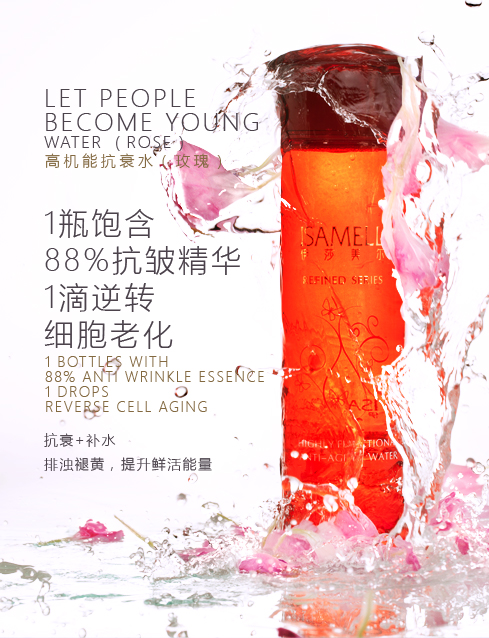 LET PEOPLE
BECOME YOUNG
WATER （ROSE）
高机能抗衰水（玫瑰）
1瓶饱含
88%抗皱精华
1滴逆转
细胞老化
1 BOTTLES WITH
88% ANTI WRINKLE ESSENCE
1 DROPS
REVERSE CELL AGING
抗衰+补水
排浊褪黄，提升鲜活能量
ISAMELL
莎美尔
REFINED SERIES
HIGHLY FUNCTIONAL
ANTI-AGING WATER